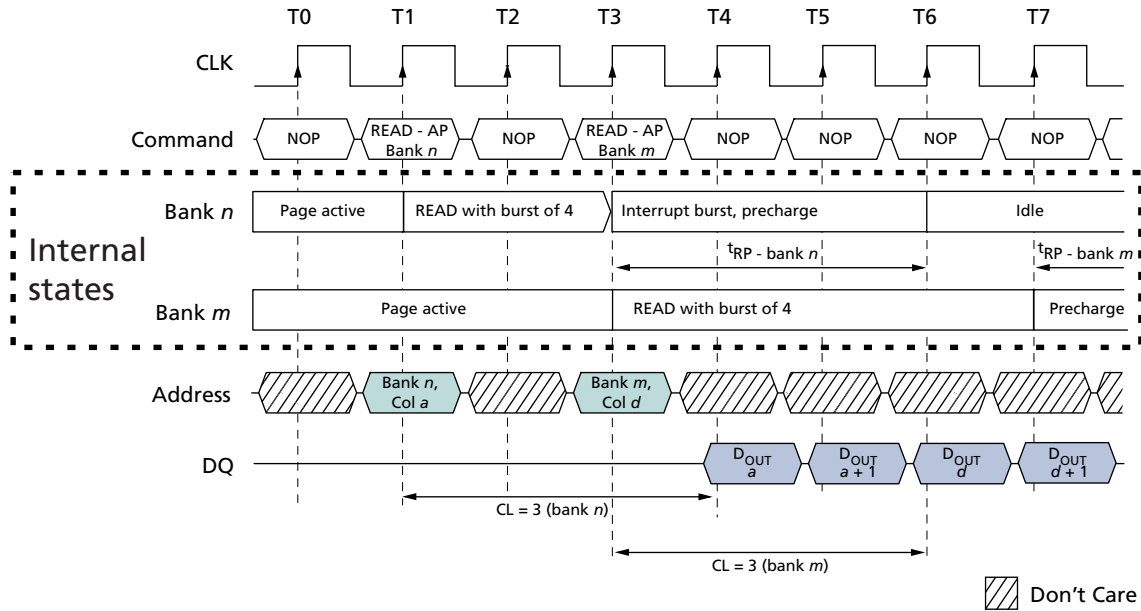 T0 T1 T2 T3 T4 T5 T6 T7
CLK
Command NOP READ - AP Bank n NOP READ - AP Bank m NOP NOP NOP NOP
Internal states
Bank n Page active READ with burst of 4 Interrupt burst, precharge Idle
tRP - bank n tRP - bank m
Bank m Page active READ with burst of 4 Precharge
Address Bank n, Col a Bank m, Col d
DQ DOUT a DOUT a + 1 DOUT d DOUT d + 1
CL = 3 (bank n)
CL = 3 (bank m)
Don't Care